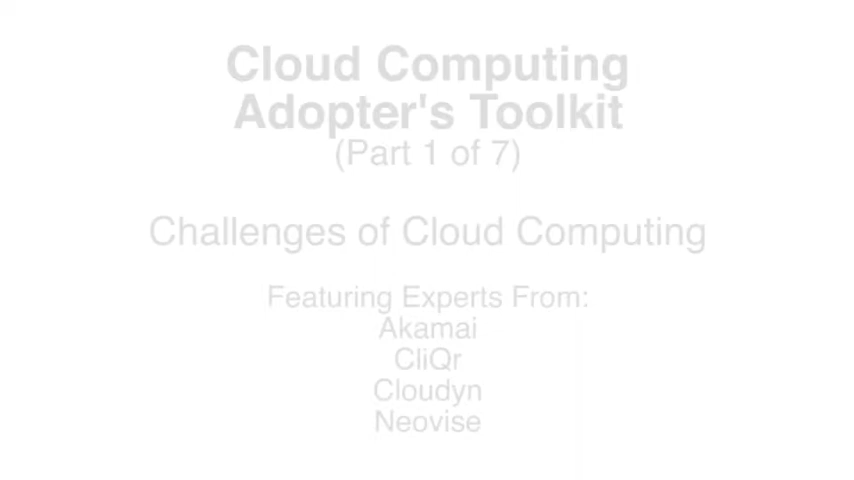 Cloud Computing
Adopter's Toolkit
(Part 1 of 7)
Challenges of Cloud Computing
Featuring Experts From:
Akamai
CliQr
Cloudyn
Neovise